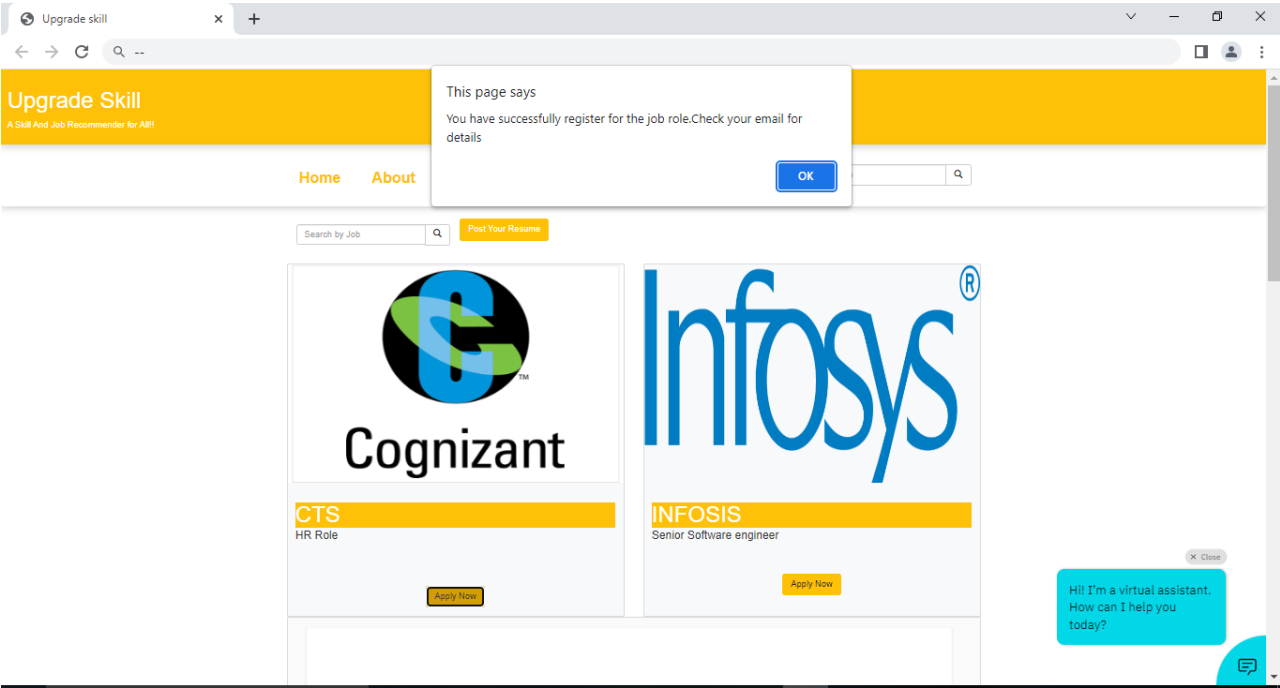 Upgrade skill
--
Upgrade Skill
A Skill And Job Recommender for All!!
This page says
You have successfully register for the job role.Check your email for
details
OK
Home About
Search by Job
Post Your Resume
Cognizant
TM
Infosys
®
CTS
HR Role
Apply Now
INFOSIS
Senior Software engineer
Apply Now
× Close
Hi! I'm a virtual assistant.
How can I help you
today?